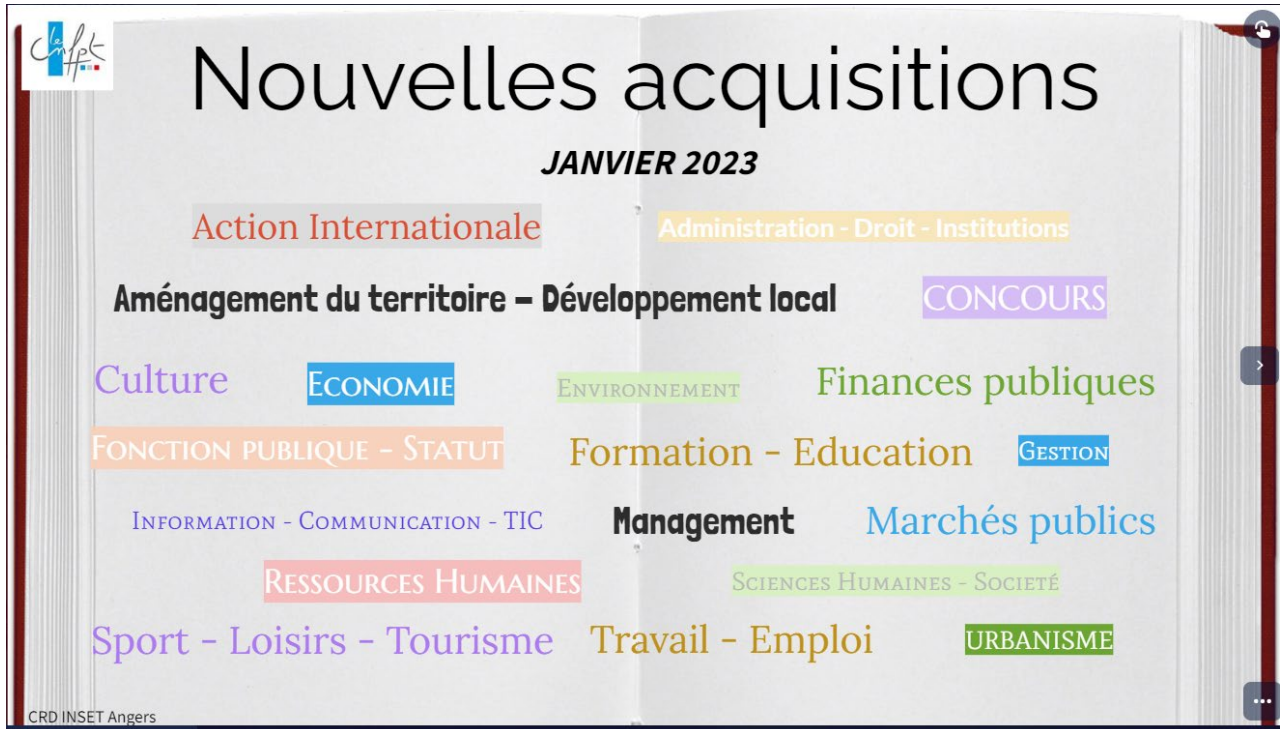 le cnfpt
Nouvelles acquisitions
JANVIER 2023
Action Internationale
Administration - Droit - Institutions
Aménagement du territoire – Développement local
CONCOURS
Culture
ECONOMIE
ENVIRONNEMENT
Finances publiques
FONCTION PUBLIQUE - STATUT
Formation - Education
GESTION
INFORMATION - COMMUNICATION - TIC
Management
Marchés publics
RESSOURCES HUMAINES
SCIENCES HUMAINES - SOCIETÉ
Sport - Loisirs - Tourisme
Travail - Emploi
URBANISME
CRD INSET Angers